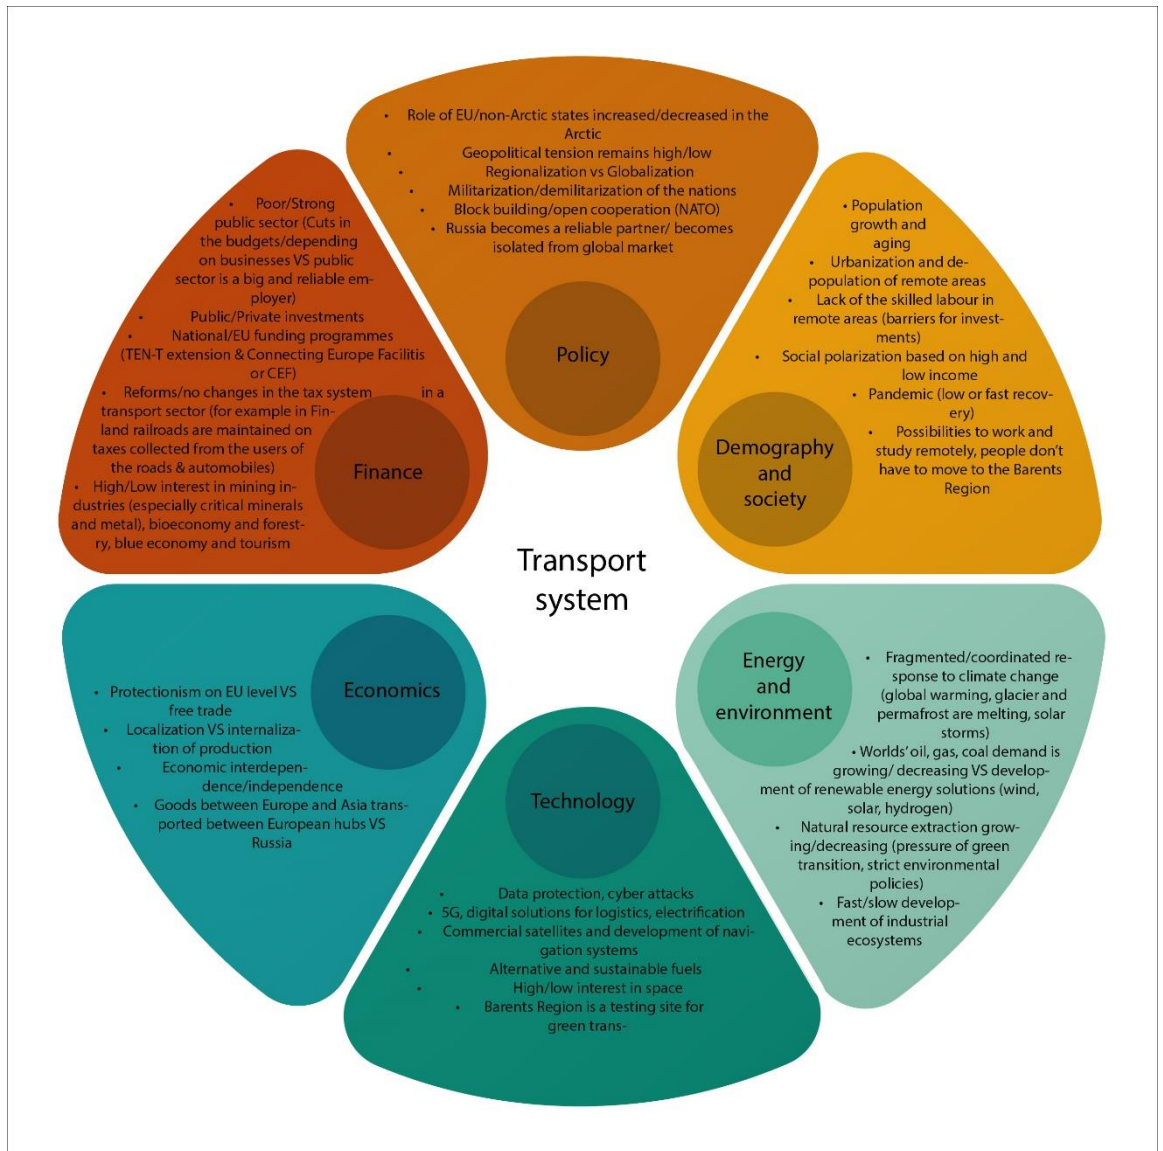 • Role of EU/non-Arctic states increased/decreased in the
Arctic
• Geopolitical tension remains high/low
• Regionalization vs Globalization
• Militarization/demilitarization of the nations
• Block building/open cooperation (NATO)
• Russia becomes a reliable partner/ becomes
isolated from global market
Policy
• Population
growth and
aging
• Urbanization and de-
population of remote areas
• Lack of the skilled labour in
remote areas (barriers for invest-
ments)
• Social polarization based on high and
low income
• Pandemic (low or fast recov-
ery)
• Possibilities to work and
study remotely, people don't
have to move to the Barents
Region
Demography
and
society
• Poor/Strong
public sector (Cuts in
the budgets/depending
on businesses VS public
sector is a big and reliable em-
ployer)
• Public/Private investments
• National/EU funding programmes
(TEN-T extension & Connecting Europe Facilitis
or CEF)
• Reforms/no changes in the tax system in a
transport sector (for example in Fin-
land railroads are maintained on
taxes collected from the users of
the roads & automobiles)
• High/Low interest in mining in-
dustries (especially critical minerals
and metal), bioeconomy and forest-
ry, blue economy and tourism
Finance
Transport
system
Economics
• Protectionism on EU level VS
free trade
• Localization VS internaliza-
tion of production
• Economic interdepen-
dence/independence
• Goods between Europe and Asia trans-
ported between European hubs VS
Russia
Energy
and
environment
• Fragmented/coordinated re-
sponse to climate change
(global warming, glacier and
permafrost are melting, solar
storms)
• Worlds' oil, gas, coal demand is
growing/ decreasing VS develop-
ment of renewable energy solutions (wind,
solar, hydrogen)
• Natural resource extraction grow-
ing/decreasing (pressure of green
transition, strict environmental
policies)
• Fast/slow develop-
ment of industrial
ecosystems
Technology
• Data protection, cyber attacks
• 5G, digital solutions for logistics, electrification
• Commercial satellites and development of navi-
gation systems
• Alternative and sustainable fuels
• High/low interest in space
• Barents Region is a testing site for
green trans-